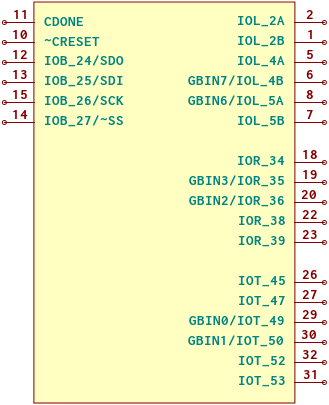 11 CDONE IOL_2A 2
10 ~CRESET IOL_2B 1
12 IOB_24/SDO IOL_4A 5
13 IOB_25/SDI GBIN7/IOL_4B 6
15 IOB_26/SCK GBIN6/IOL_5A 8
14 IOB_27/~SS IOL_5B 7
IOR_34 18
GBIN3/IOR_35 19
GBIN2/IOR_36 20
IOR_38 22
IOR_39 23
IOT_45 26
IOT_47 27
GBIN0/IOT_49 29
GBIN1/IOT_50 30
IOT_52 32
IOT_53 31